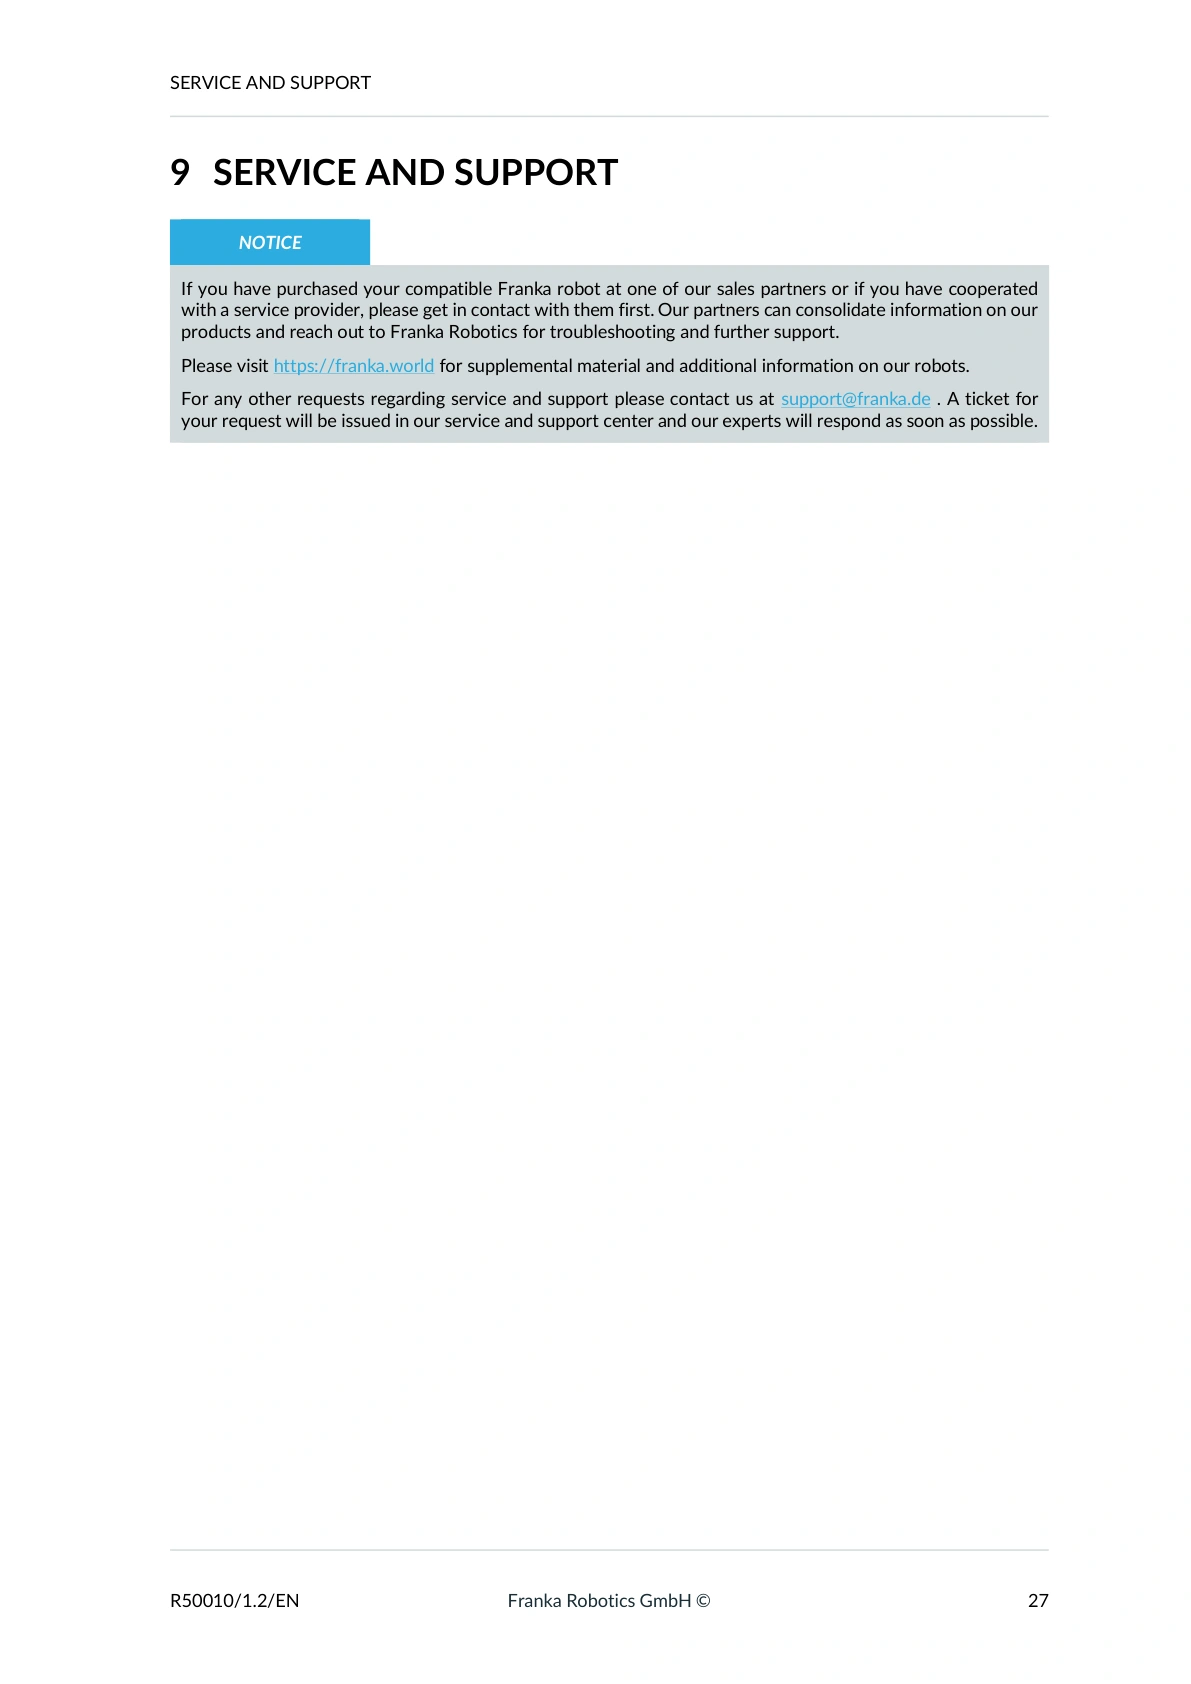 SERVICE AND SUPPORT
9 SERVICE AND SUPPORT
NOTICE
If you have purchased your compatible Franka robot at one of our sales partners or if you have cooperated
with a service provider, please get in contact with them first. Our partners can consolidate information on our
products and reach out to Franka Robotics for troubleshooting and further support.
Please visit https://franka.world for supplemental material and additional information on our robots.
For any other requests regarding service and support please contact us at support@franka.de . A ticket for
your request will be issued in our service and support center and our experts will respond as soon as possible.
R50010/1.2/EN Franka Robotics GmbH © 27